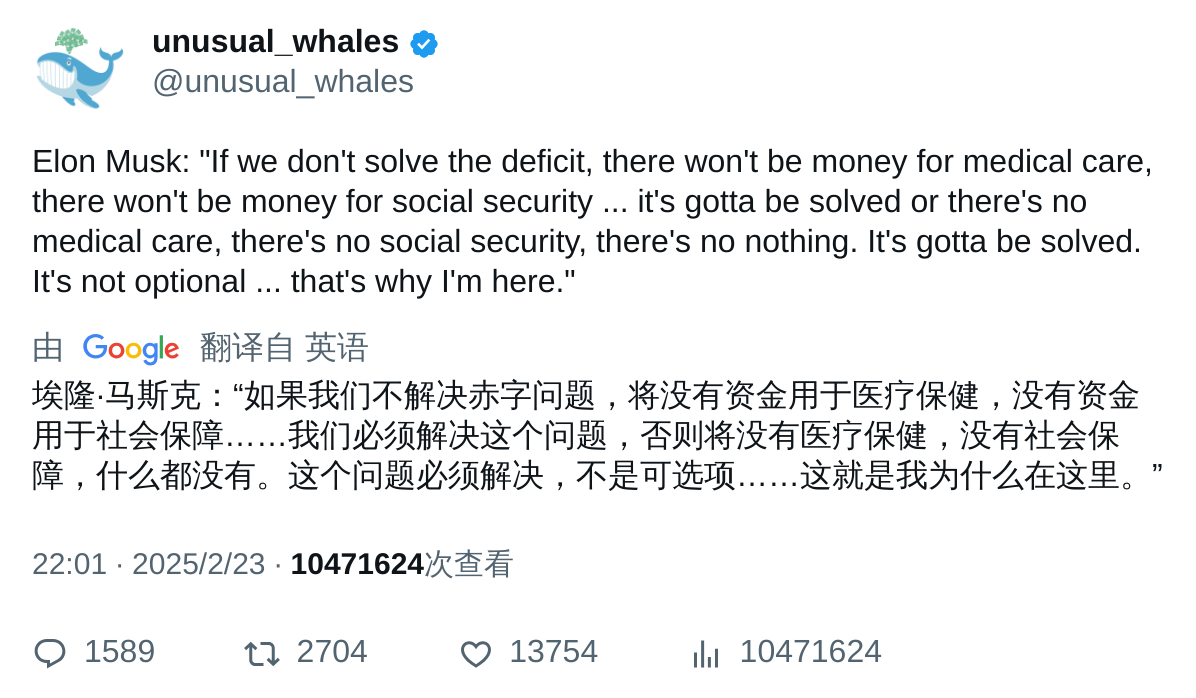 unusual_whales
@unusual_whales
Elon Musk: "If we don't solve the deficit, there won't be money for medical care,
there won't be money for social security ... it's gotta be solved or there's no
medical care, there's no social security, there's no nothing. It's gotta be solved.
It's not optional ... that's why I'm here."
由 Google 翻译自 英语
埃隆·马斯克：“如果我们不解决赤字问题，将没有资金用于医疗保健，没有资金
用于社会保障……我们必须解决这个问题，否则将没有医疗保健，没有社会保
障，什么都没有。这个问题必须解决，不是可选项……这就是我为什么在这里。”
22:01 · 2025/2/23 · 10471624次查看
1589 2704 13754 10471624